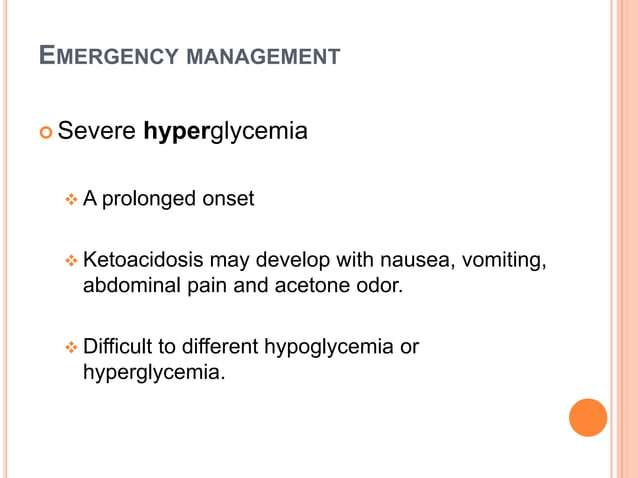 EMERGENCY MANAGEMENT
Severe hyperglycemia
A prolonged onset
Ketoacidosis may develop with nausea, vomiting,
abdominal pain and acetone odor.
Difficult to different hypoglycemia or
hyperglycemia.